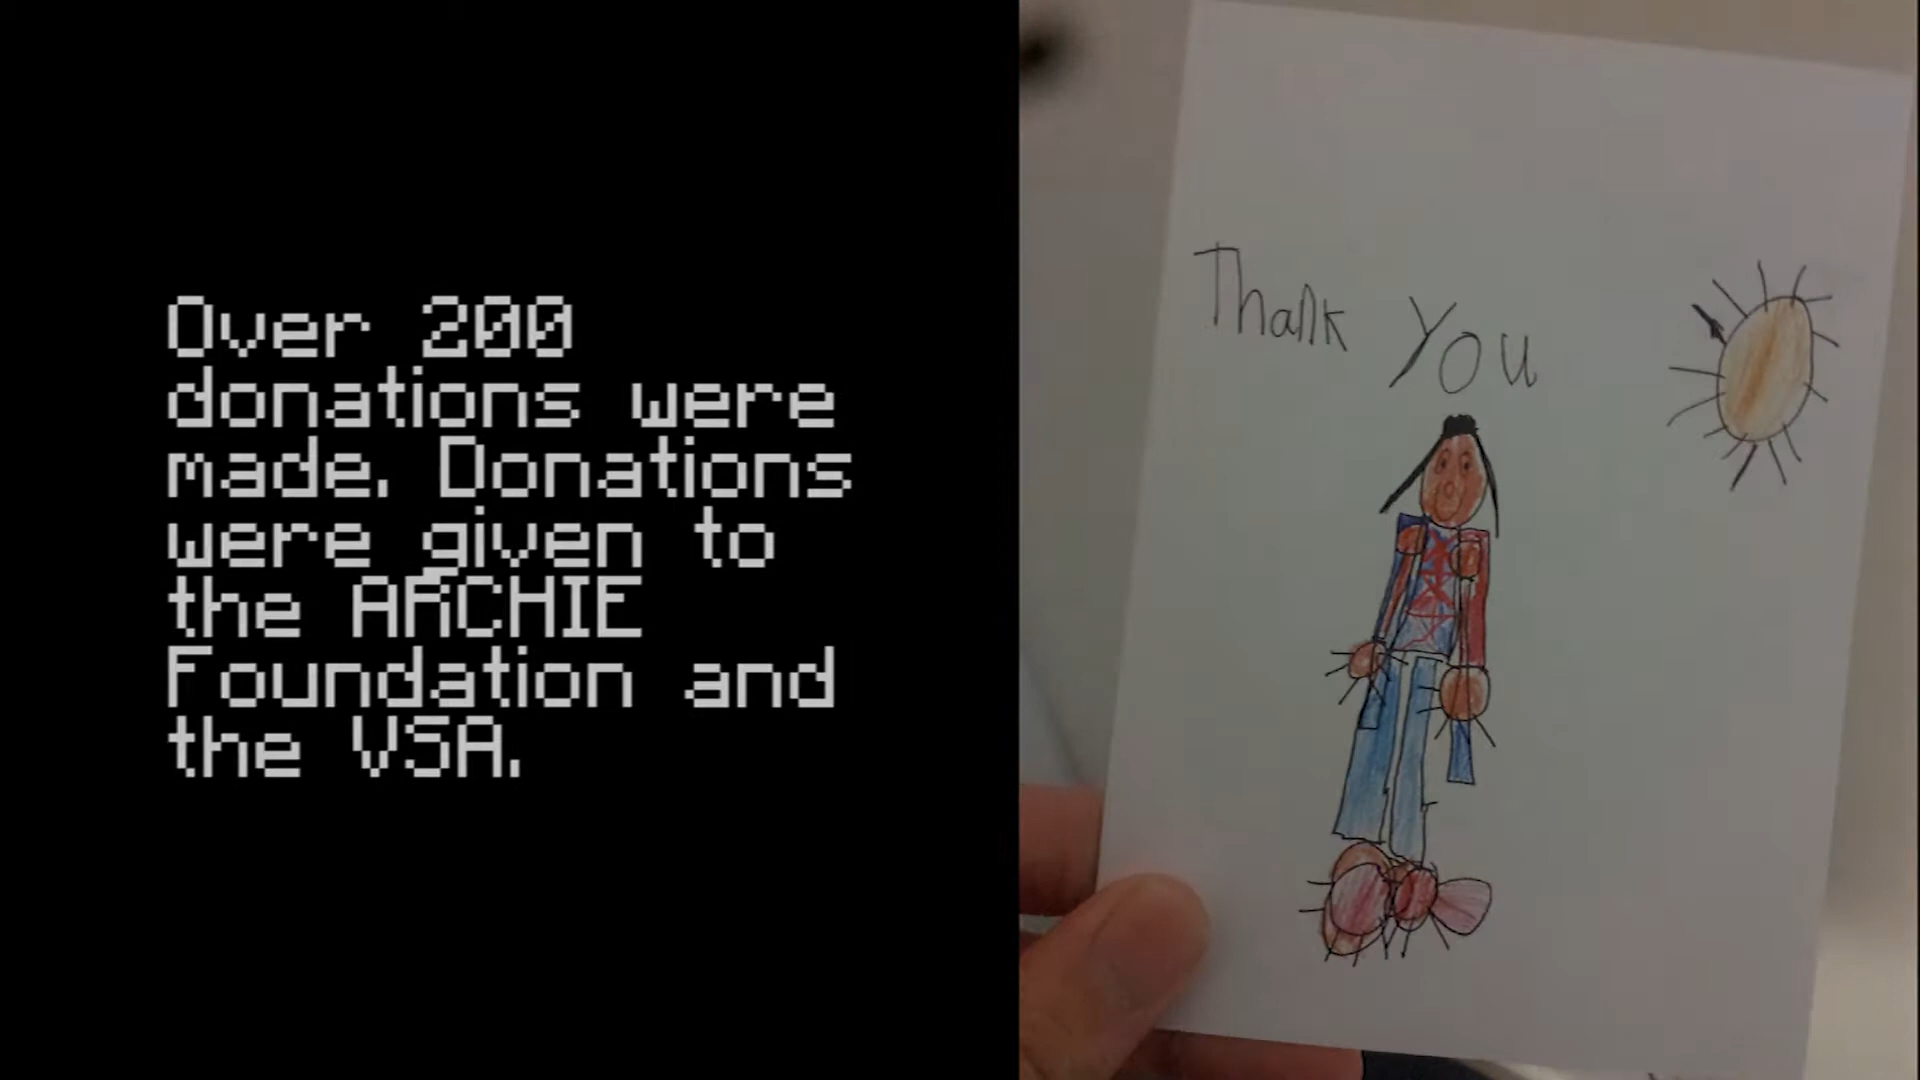 Over 200
donations were
made. Donations
were given to
the ARCHIE
Foundation and
the VSA.
Thank You